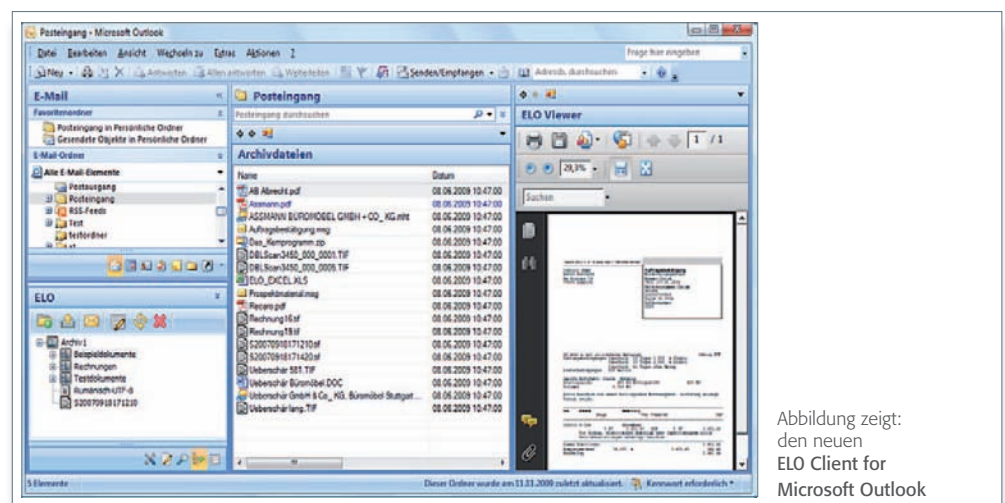 Posteingang - Microsoft Outlook
Datei Bearbeiten Ansicht Wechseln zu Extras Aktionen ?
Frage hier eingeben
Neu Antworten Allen antworten Weiterleiten Senden/Empfangen Adressb. durchsuchen
E-Mail
Favoritenordner
Posteingang in Persönliche Ordner
Gesendete Objekte in Persönliche Ordner
E-Mail-Ordner
Alle E-Mail-Elemente
Postausgang
Posteingang
RSS-Feeds
Test
testordner
ELO
Archiv1
Beispieldokumente
Rechnungen
Testdokumente
Rumänisch-UTF-8
S20070918171210
Posteingang
Posteingang durchsuchen
Archivdateien
Name Datum
AB Albrecht.pdf 08.06.2009 10:47:00
Assmann.pdf 08.06.2009 10:47:00
ASSMANN BÜROMÖBEL GMBH + CO_ KG.mht 08.06.2009 10:47:00
Auftragsbestätigung.msg 08.06.2009 10:47:00
Das_Kernprogramm.zip 08.06.2009 10:47:00
DBLScan3450_000_0001.TIF 08.06.2009 10:47:00
DBLScan3450_000_0005.TIF 08.06.2009 10:47:00
ELO_EXCEL.XLS 08.06.2009 10:47:00
Prospektmaterial.msg 08.06.2009 10:47:00
Recaro.pdf 08.06.2009 10:47:00
Rechnung16.tif 08.06.2009 10:47:00
Rechnung19.tif 08.06.2009 10:47:00
S20070918171210.tif 08.06.2009 10:47:00
S20070918171420.tif 08.06.2009 10:47:00
Ueberschär 581.TIF 08.06.2009 10:47:00
Ueberschär Büromöbel.DOC 08.06.2009 10:47:00
Ueberschär GmbH & Co_ KG, Büromöbel Stuttgart... 08.06.2009 10:47:00
Ueberschär lang.TIF 08.06.2009 10:47:00
ELO Viewer
1 / 1
29,3%
Suchen
5 Elemente
Dieser Ordner wurde am 11.11.2009 zuletzt aktualisiert.
Kennwort erforderlich
Abbildung zeigt:
den neuen
ELO Client for
Microsoft Outlook